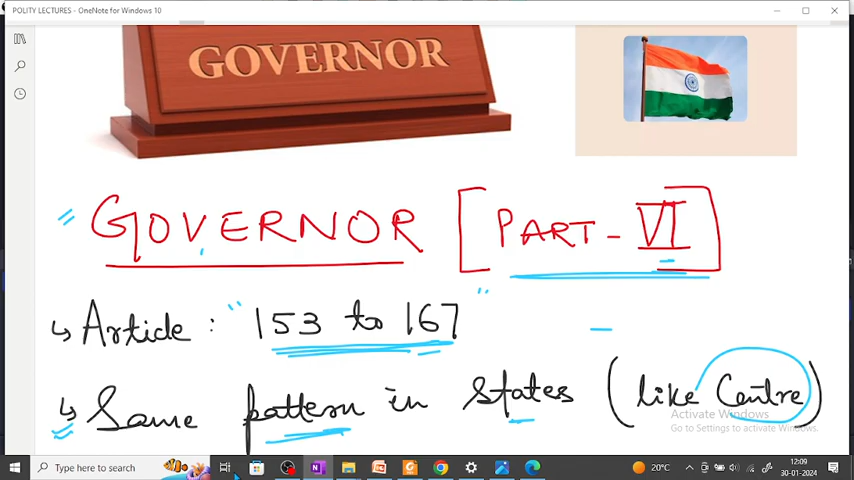 POLITY LECTURES - OneNote for Windows 10
GOVERNOR
GOVERNOR [PART-VI]
↳ Article : "153 to 167"
↳ Same pattern in states (like Centre)
Activate Windows
Go to Settings to activate Windows.
Type here to search
20°C
12:09
30-01-2024